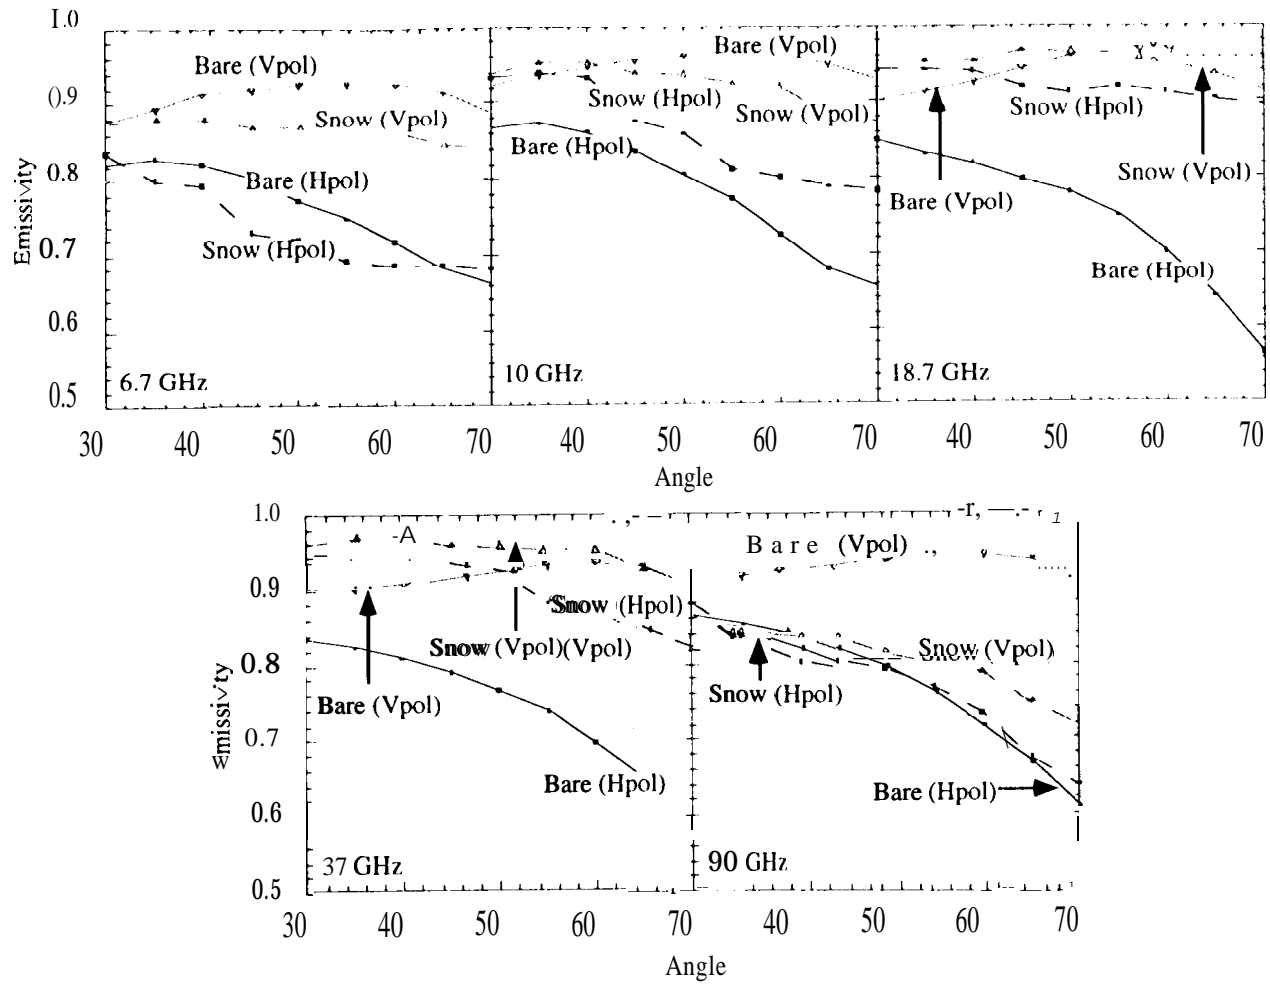 1.0
Bare (Vpol)
0.9
Snow (Vpol)
0.8
Bare (Hpol)
Emissivity
0.7
Snow (Hpol)
0.6
6.7 GHz
0.5
30 40 50 60 70
Bare (Vpol)
Snow (Hpol)
Snow (Vpol)
Bare (Hpol)
10 GHz
40 50 60 70
Snow (Hpol)
Snow (Vpol)
Bare (Vpol)
Bare (Hpol)
18.7 GHz
40 50 60 70
Angle
1.0
0.9
Snow (Hpol)
Snow (Vpol)(Vpol)
0.8
Bare (Vpol)
Emissivity
0.7
Bare (Hpol)
0.6
37 GHz
0.5
30 40 50 60 70
Bare (Vpol)
Snow (Vpol)
Snow (Hpol)
Bare (Hpol)
90 GHz
40 50 60 70
Angle